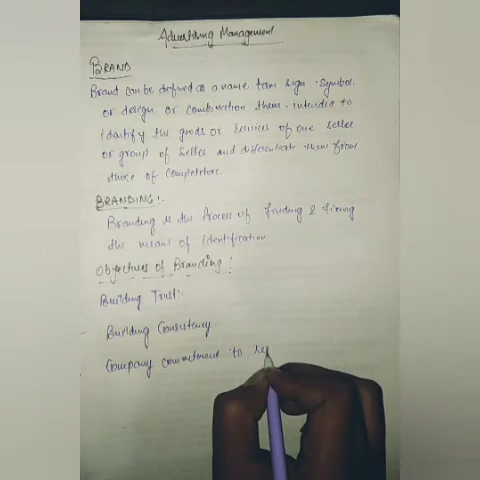 Advertising Management
BRAND
Brand can be defined as a name term sign symbol.
or design or combination them. intended to
identify the goods or services of one seller
or group of seller and differentiate them from
those of Competetors
BRANDING:-
Branding is the Process of finding & fixing
the means of identification
Objectives of Branding:
Building Trust:
Building Consistency
Company commitment to re